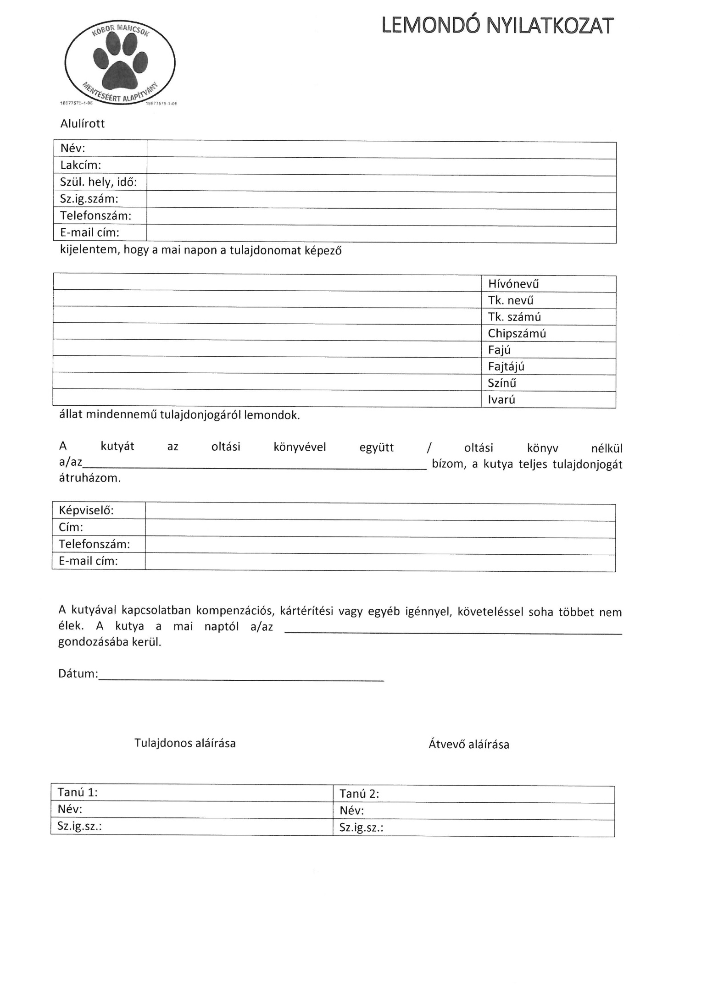 KÓBOR MANCSOK
MENTÉSÉÉRT ALAPÍTVÁNY
18877575-1-06 18877575-1-06
LEMONDÓ NYILATKOZAT
Alulírott
Név:
Lakcím:
Szül. hely, idő:
Sz.ig.szám:
Telefonszám:
E-mail cím:
kijelentem, hogy a mai napon a tulajdonomat képező
Hívónevű
Tk. nevű
Tk. számú
Chipszámú
Fajú
Fajtájú
Színű
Ivarú
állat mindennemű tulajdonjogáról lemondok.
A kutyát az oltási könyvével együtt / oltási könyv nélkül
a/az______ bízom, a kutya teljes tulajdonjogát
átruházom.
Képviselő:
Cím:
Telefonszám:
E-mail cím:
A kutyával kapcsolatban kompenzációs, kártérítési vagy egyéb igénnyel, követeléssel soha többet nem
élek. A kutya a mai naptól a/az ______
gondozásába kerül.
Dátum:______
Tulajdonos aláírása Átvevő aláírása
Tanú 1: Tanú 2:
Név: Név:
Sz.ig.sz.: Sz.ig.sz.: